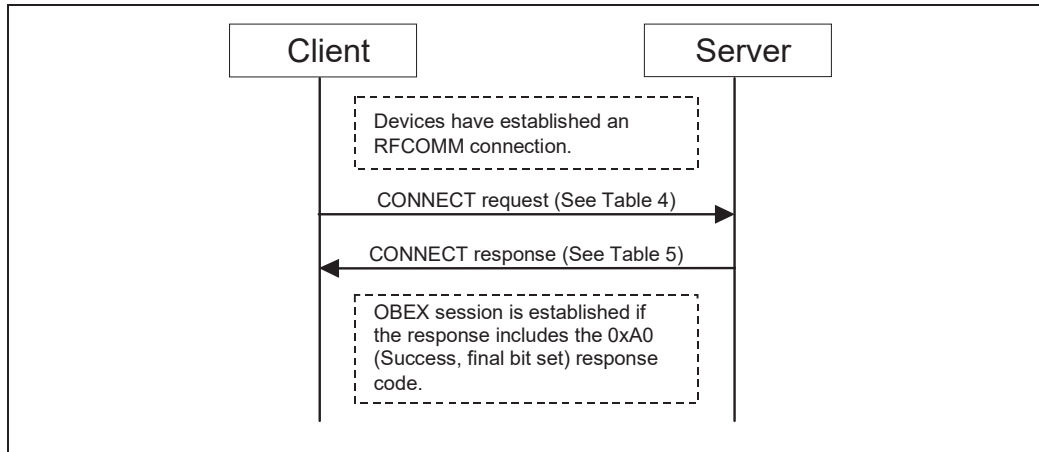 Client
Server
Devices have established an
RFCOMM connection.
CONNECT request (See Table 4)
CONNECT response (See Table 5)
OBEX session is established if
the response includes the 0xA0
(Success, final bit set) response
code.